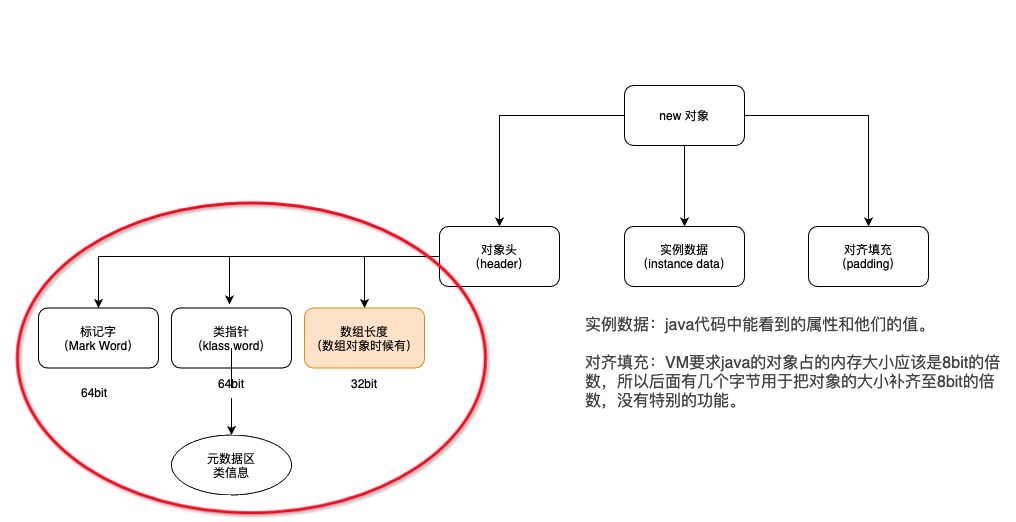 new 对象
对象头
（header）
实例数据
（instance data）
对齐填充
（padding）
标记字
（Mark Word）
类指针
（klass word）
数组长度
（数组对象时候有）
64bit
64bit
32bit
元数据区
类信息
实例数据：java代码中能看到的属性和他们的值。
对齐填充：VM要求java的对象占的内存大小应该是8bit的倍
数，所以后面有几个字节用于把对象的大小补齐至8bit的倍
数，没有特别的功能。